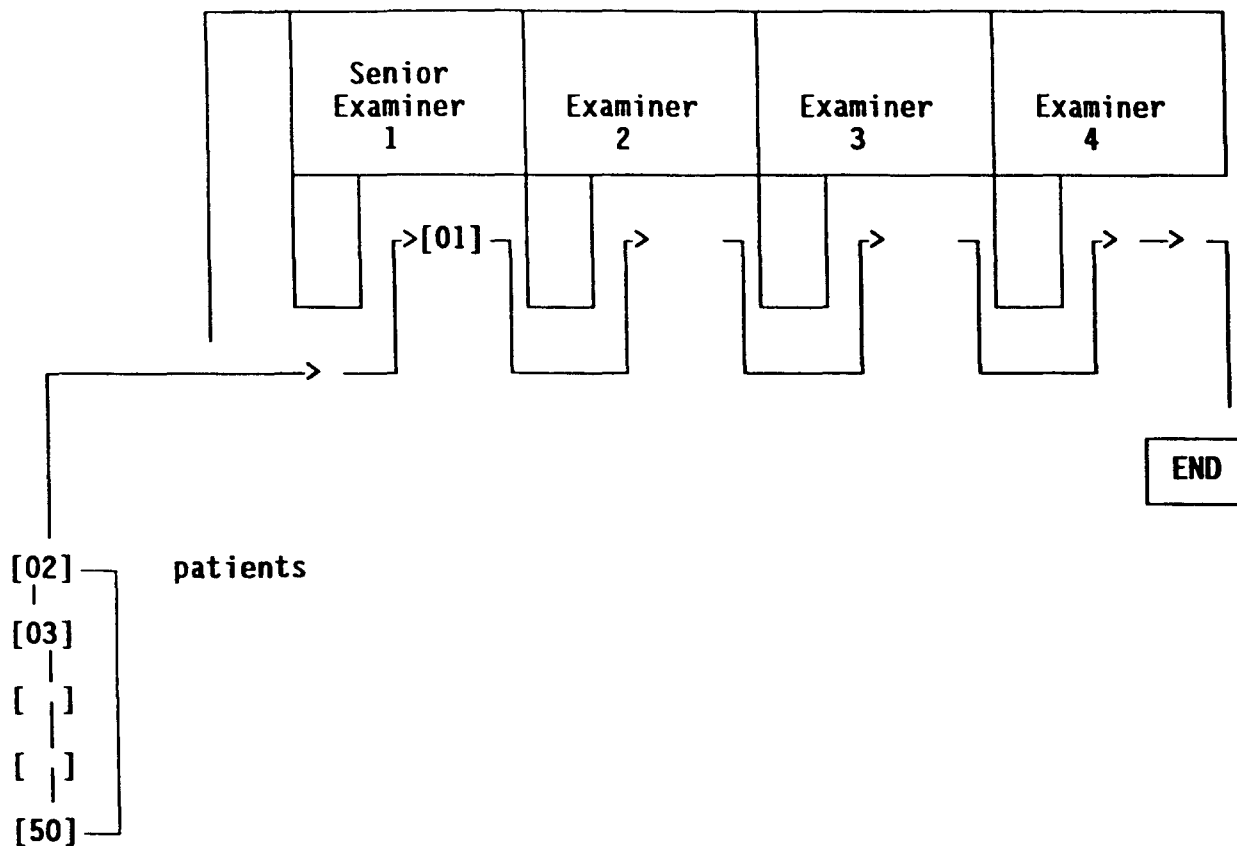 Senior
Examiner
1
Examiner
2
Examiner
3
Examiner
4
>[01]
>
>
> >
>
END
[02] patients
[03]
[ ]
[ ]
[50]